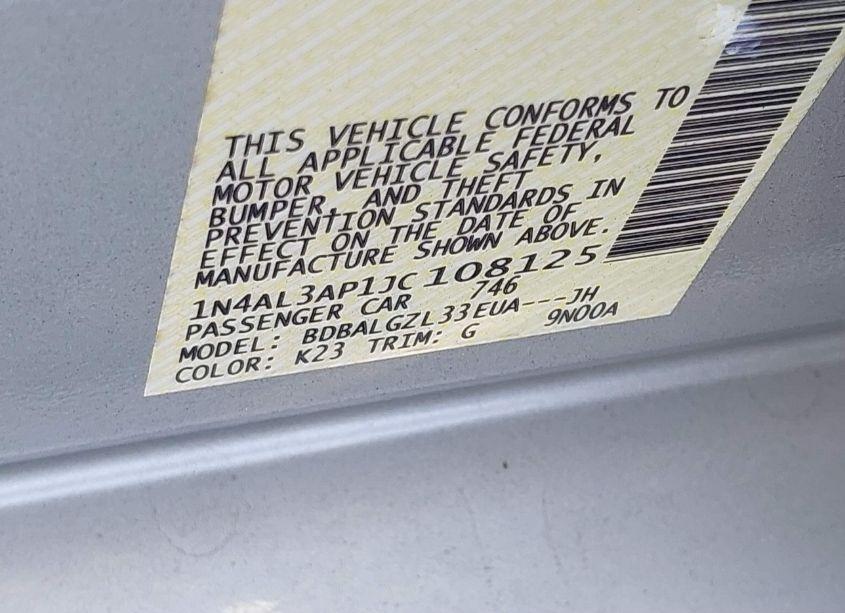 THIS VEHICLE CONFORMS TO
ALL APPLICABLE FEDERAL
MOTOR VEHICLE SAFETY,
BUMPER, AND THEFT
PREVENTION STANDARDS IN
EFFECT ON THE DATE OF
MANUFACTURE SHOWN ABOVE.
1N4AL3AP1JC108125
PASSENGER CAR 746
MODEL: BDBALGZL33EUA---JH
COLOR: K23 TRIM: G 9N00A